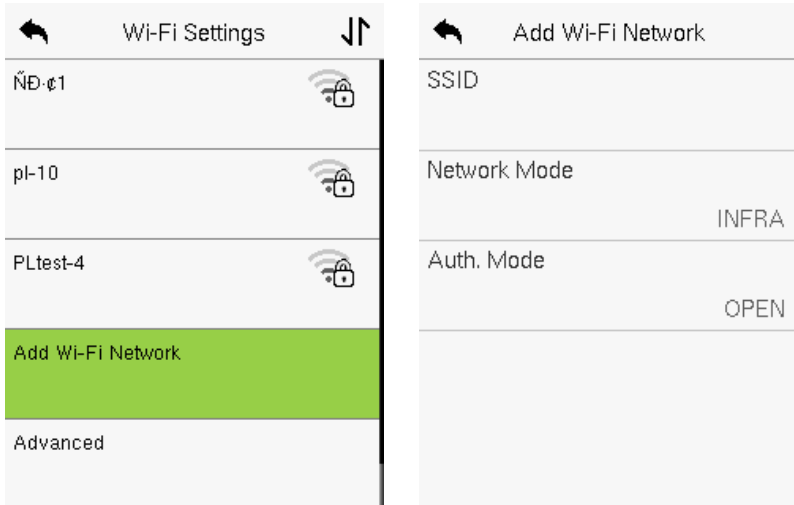 Wi-Fi Settings
ŇĐ·¢1
pl-10
PLtest-4
Add Wi-Fi Network
Advanced
Add Wi-Fi Network
SSID
Network Mode
INFRA
Auth. Mode
OPEN